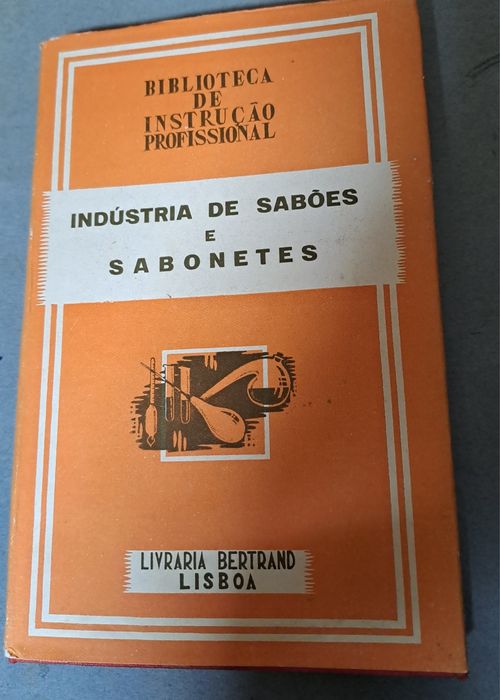 BIBLIOTECA
DE
INSTRUÇÃO
PROFISSIONAL
INDÚSTRIA DE SABÕES
E
SABONETES
LIVRARIA BERTRAND
LISBOA